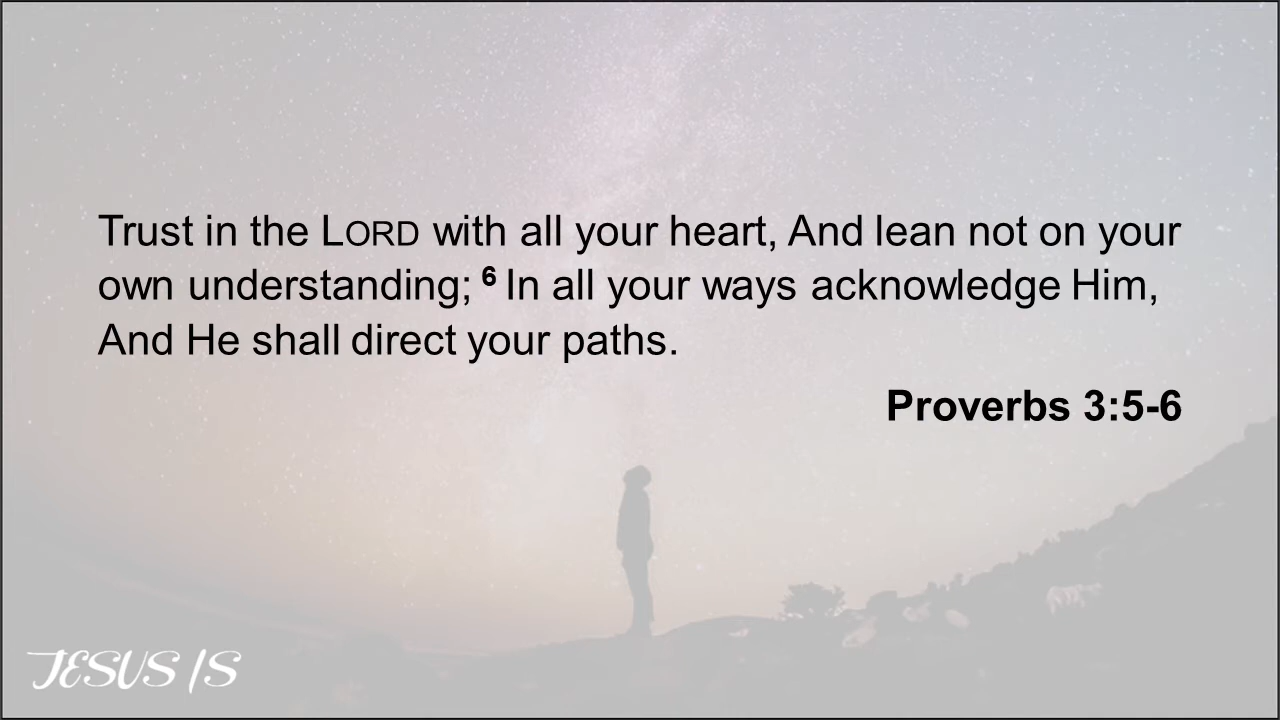 Trust in the LORD with all your heart, And lean not on your
own understanding; 6 In all your ways acknowledge Him,
And He shall direct your paths.
Proverbs 3:5-6
JESUS IS